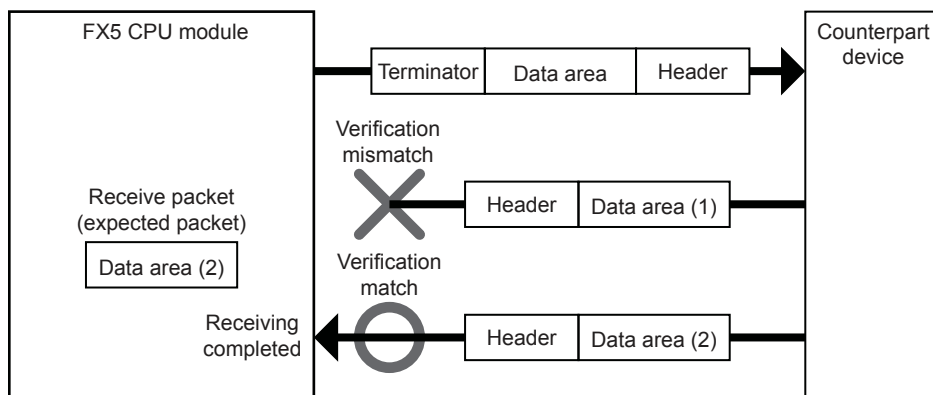 FX5 CPU module
Counterpart
device
Terminator
Data area
Header
Verification
mismatch
Header
Data area (1)
Receive packet
(expected packet)
Data area (2)
Verification
match
Receiving
completed
Header
Data area (2)